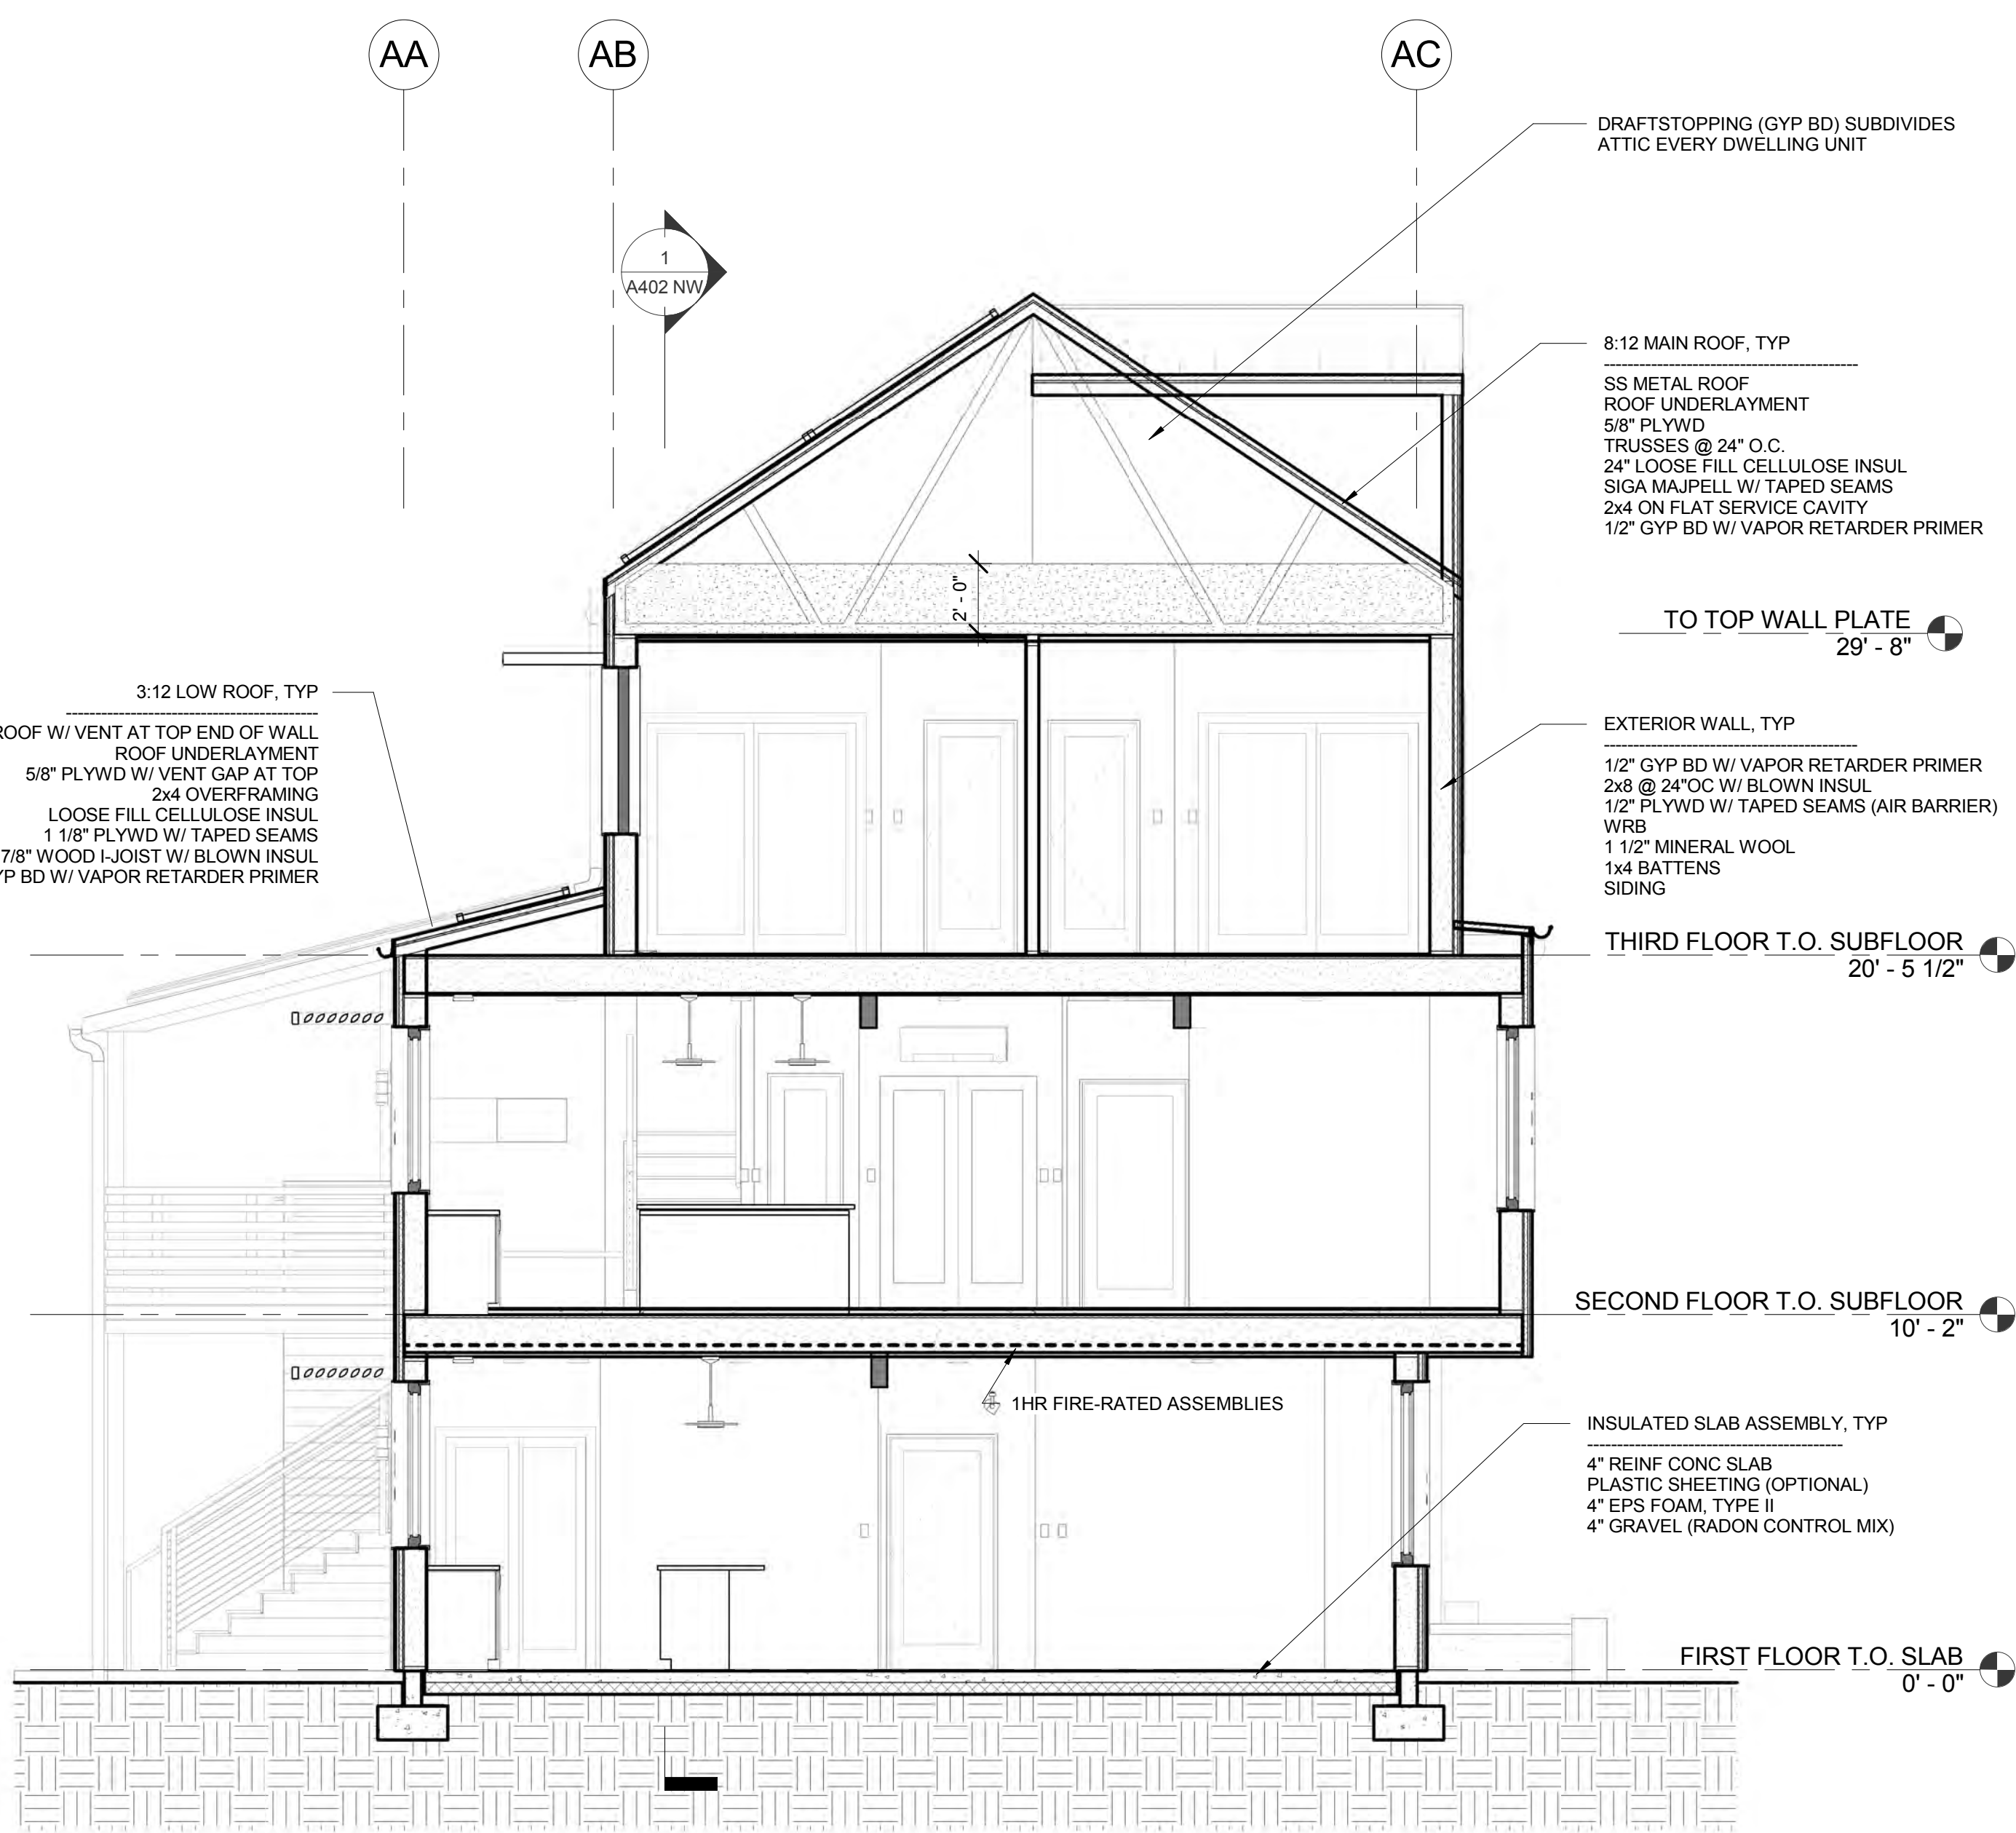 AA
AB
AC
DRAFTSTOPPING (GYP BD) SUBDIVIDES
ATTIC EVERY DWELLING UNIT
1
A402 NW
8:12 MAIN ROOF, TYP
-------------------------------------------
SS METAL ROOF
ROOF UNDERLAYMENT
5/8" PLYWD
TRUSSES @ 24" O.C.
24" LOOSE FILL CELLULOSE INSUL
SIGA MAJPELL W/ TAPED SEAMS
2x4 ON FLAT SERVICE CAVITY
1/2" GYP BD W/ VAPOR RETARDER PRIMER
2' - 0"
TO TOP WALL PLATE
29' - 8"
3:12 LOW ROOF, TYP
-------------------------------------------
ROOF W/ VENT AT TOP END OF WALL
ROOF UNDERLAYMENT
5/8" PLYWD W/ VENT GAP AT TOP
2x4 OVERFRAMING
LOOSE FILL CELLULOSE INSUL
1 1/8" PLYWD W/ TAPED SEAMS
7/8" WOOD I-JOIST W/ BLOWN INSUL
YP BD W/ VAPOR RETARDER PRIMER
EXTERIOR WALL, TYP
-------------------------------------------
1/2" GYP BD W/ VAPOR RETARDER PRIMER
2x8 @ 24"OC W/ BLOWN INSUL
1/2" PLYWD W/ TAPED SEAMS (AIR BARRIER)
WRB
1 1/2" MINERAL WOOL
1x4 BATTENS
SIDING
THIRD FLOOR T.O. SUBFLOOR
20' - 5 1/2"
SECOND FLOOR T.O. SUBFLOOR
10' - 2"
1HR FIRE-RATED ASSEMBLIES
INSULATED SLAB ASSEMBLY, TYP
-------------------------------------------
4" REINF CONC SLAB
PLASTIC SHEETING (OPTIONAL)
4" EPS FOAM, TYPE II
4" GRAVEL (RADON CONTROL MIX)
FIRST FLOOR T.O. SLAB
0' - 0"